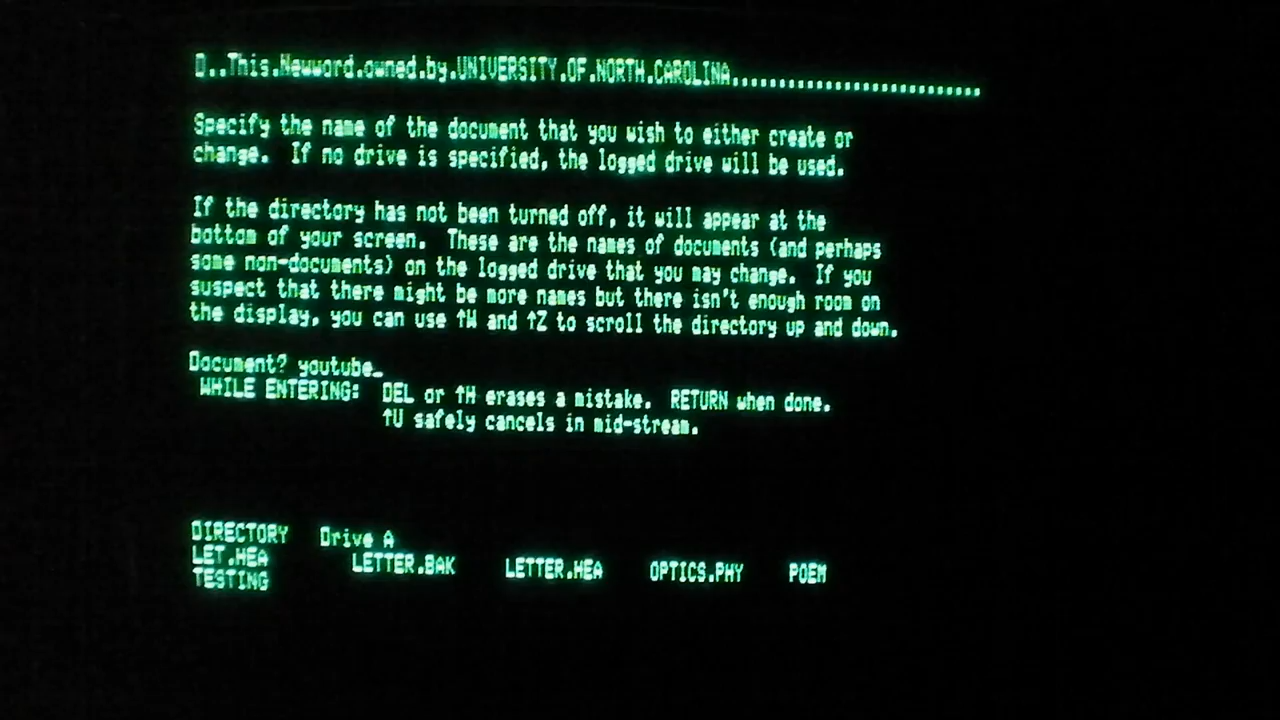 D..This.Newword.owned.by.UNIVERSITY.OF.NORTH.CAROLINA...........................
Specify the name of the document that you wish to either create or
change.  If no drive is specified, the logged drive will be used.
If the directory has not been turned off, it will appear at the
bottom of your screen.  These are the names of documents (and perhaps
some non-documents) on the logged drive that you may change.  If you
suspect that there might be more names but there isn't enough room on
the display, you can use ↑W and ↑Z to scroll the directory up and down.
Document? youtube_
WHILE ENTERING:  DEL or ↑H erases a mistake.  RETURN when done.
↑U safely cancels in mid-stream.
DIRECTORY   Drive A
LET.HEA   LETTER.BAK   LETTER.HEA   OPTICS.PHY   POEM
TESTING